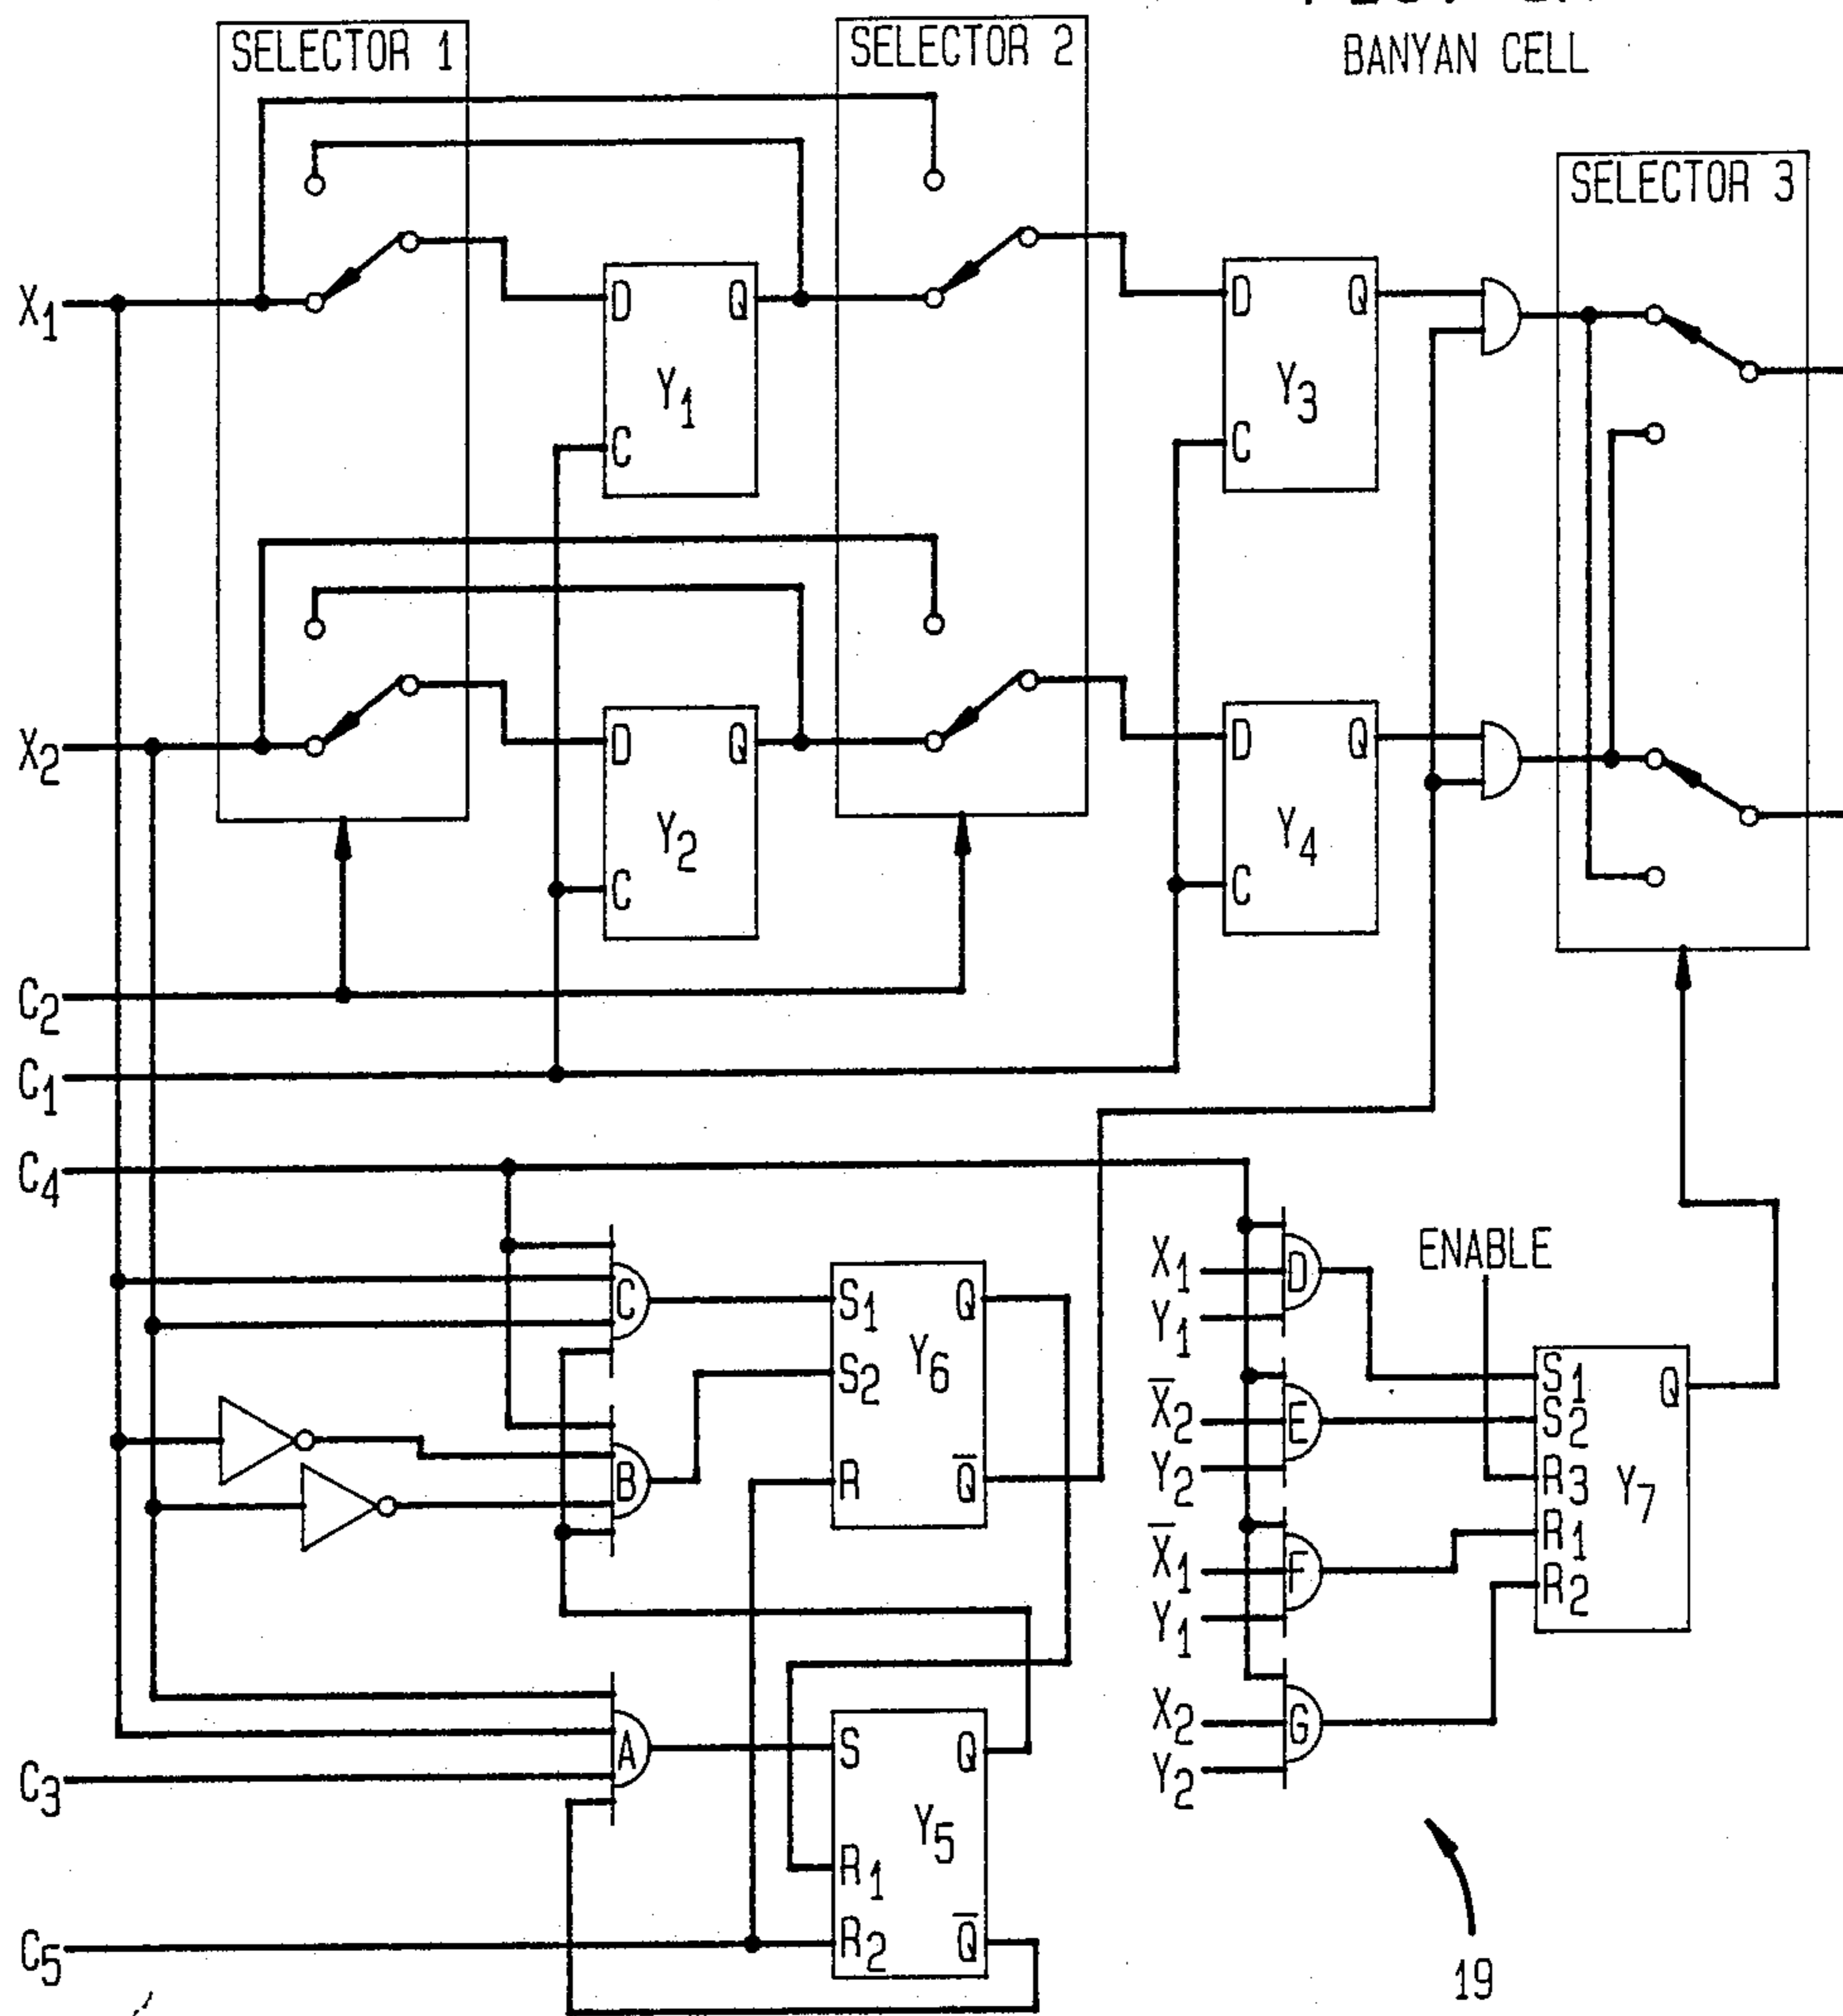 SELECTOR 1
SELECTOR 2
BANYAN CELL
SELECTOR 3
X1
D
Q
Y1
C
D
Q
Y3
C
X2
D
Q
Y2
C
D
Q
Y4
C
C2
C1
C4
C
S1
Q
Y6
S2
B
R
Q̅
X1
Y1
D
ENABLE
X̅2
Y2
E
S1
Q
S2
R3
Y7
R1
R2
X̅1
Y1
F
X2
Y2
G
A
S
Q
C3
Y5
R1
C5
R2
Q̅
19